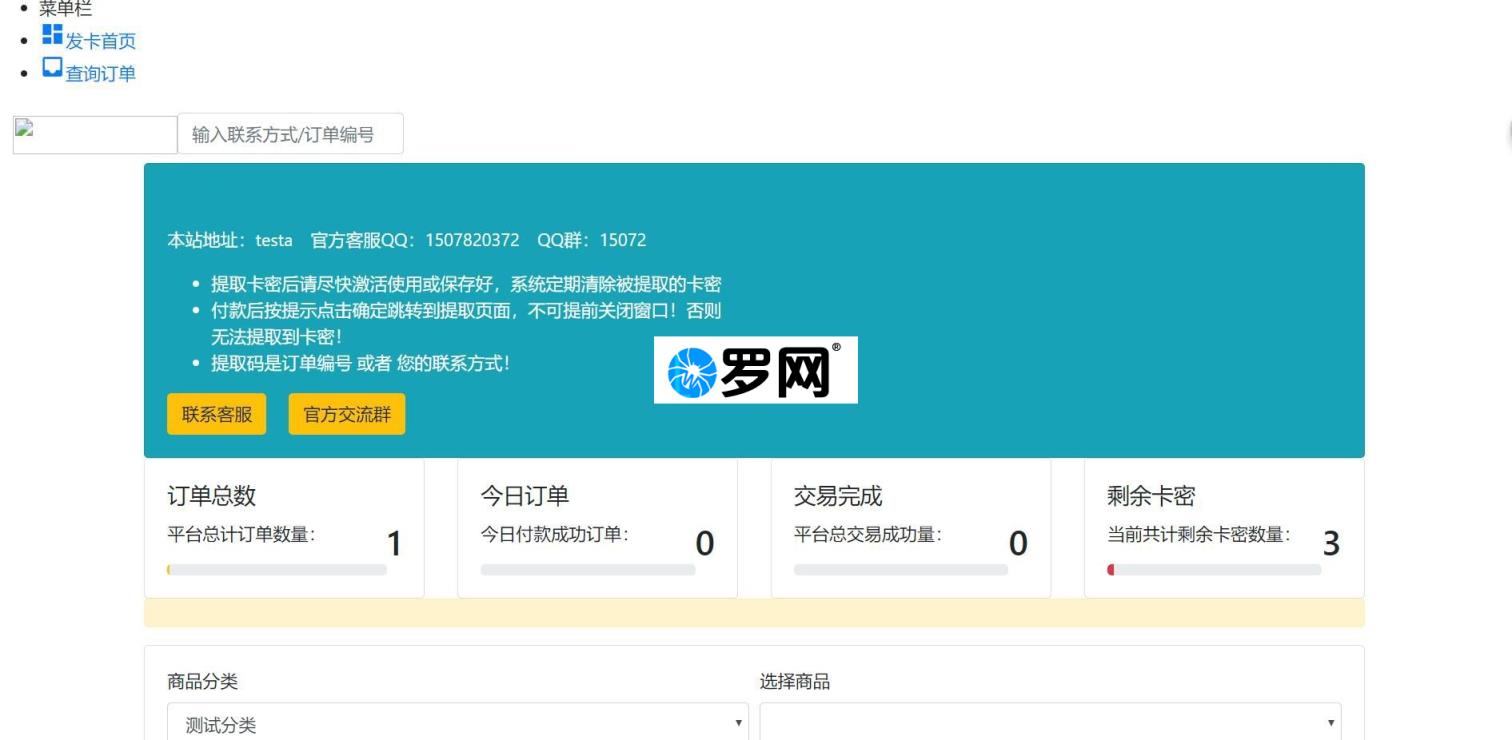 菜单栏
发卡首页
查询订单
输入联系方式/订单编号
本站地址：testa 官方客服QQ：1507820372 QQ群：15072
提取卡密后请尽快激活使用或保存好，系统定期清除被提取的卡密
付款后按提示点击确定跳转到提取页面，不可提前关闭窗口！否则
无法提取到卡密！
提取码是订单编号 或者 您的联系方式！
罗网®
联系客服 官方交流群
订单总数 今日订单 交易完成 剩余卡密
平台总计订单数量： 1 今日付款成功订单： 0 平台总交易成功量： 0 当前共计剩余卡密数量： 3
商品分类 选择商品
测试分类